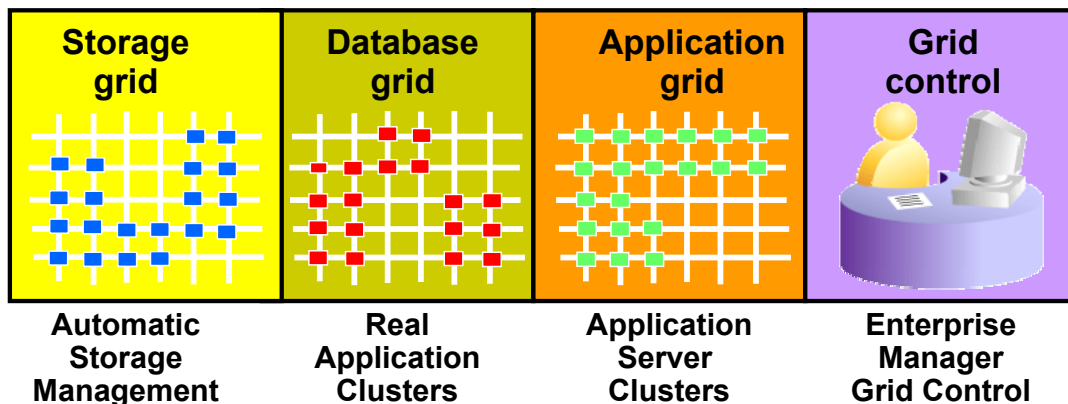 Storage
grid
Database
grid
Application
grid
Grid
control
Automatic
Storage
Management
Real
Application
Clusters
Application
Server
Clusters
Enterprise
Manager
Grid Control